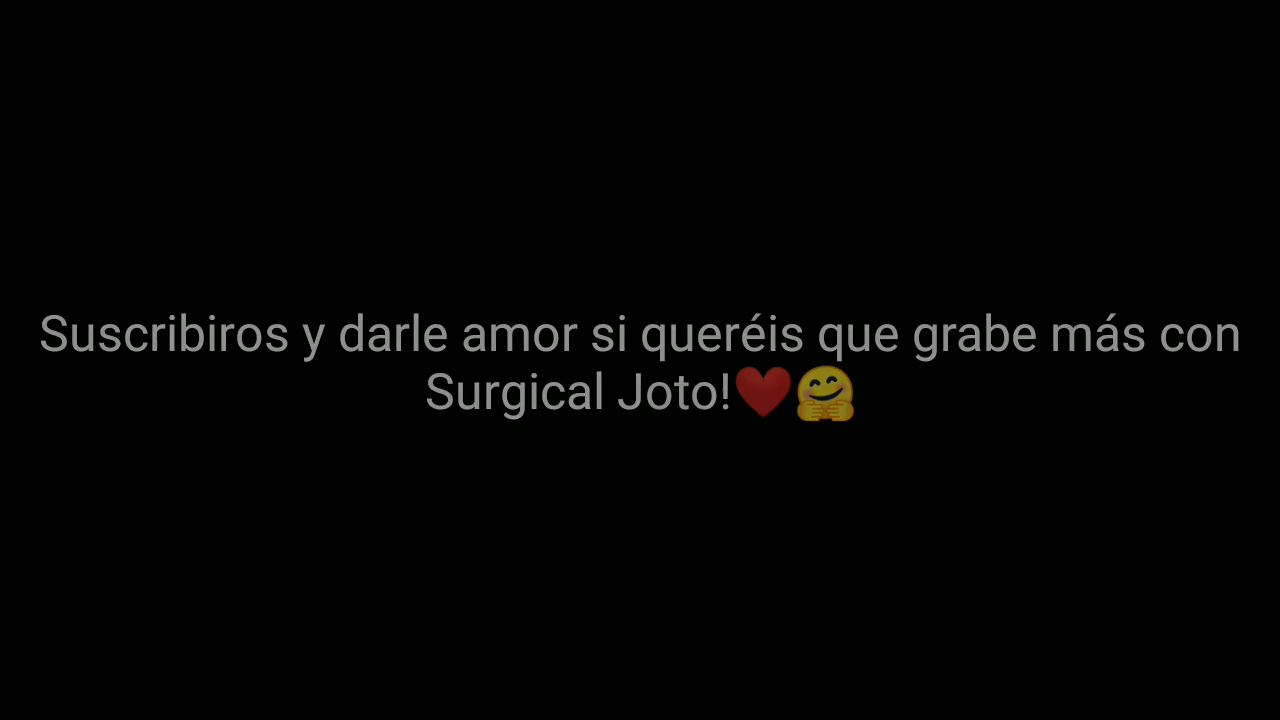 Suscribiros y darle amor si queréis que grabe más con
Surgical Joto!❤️🤗